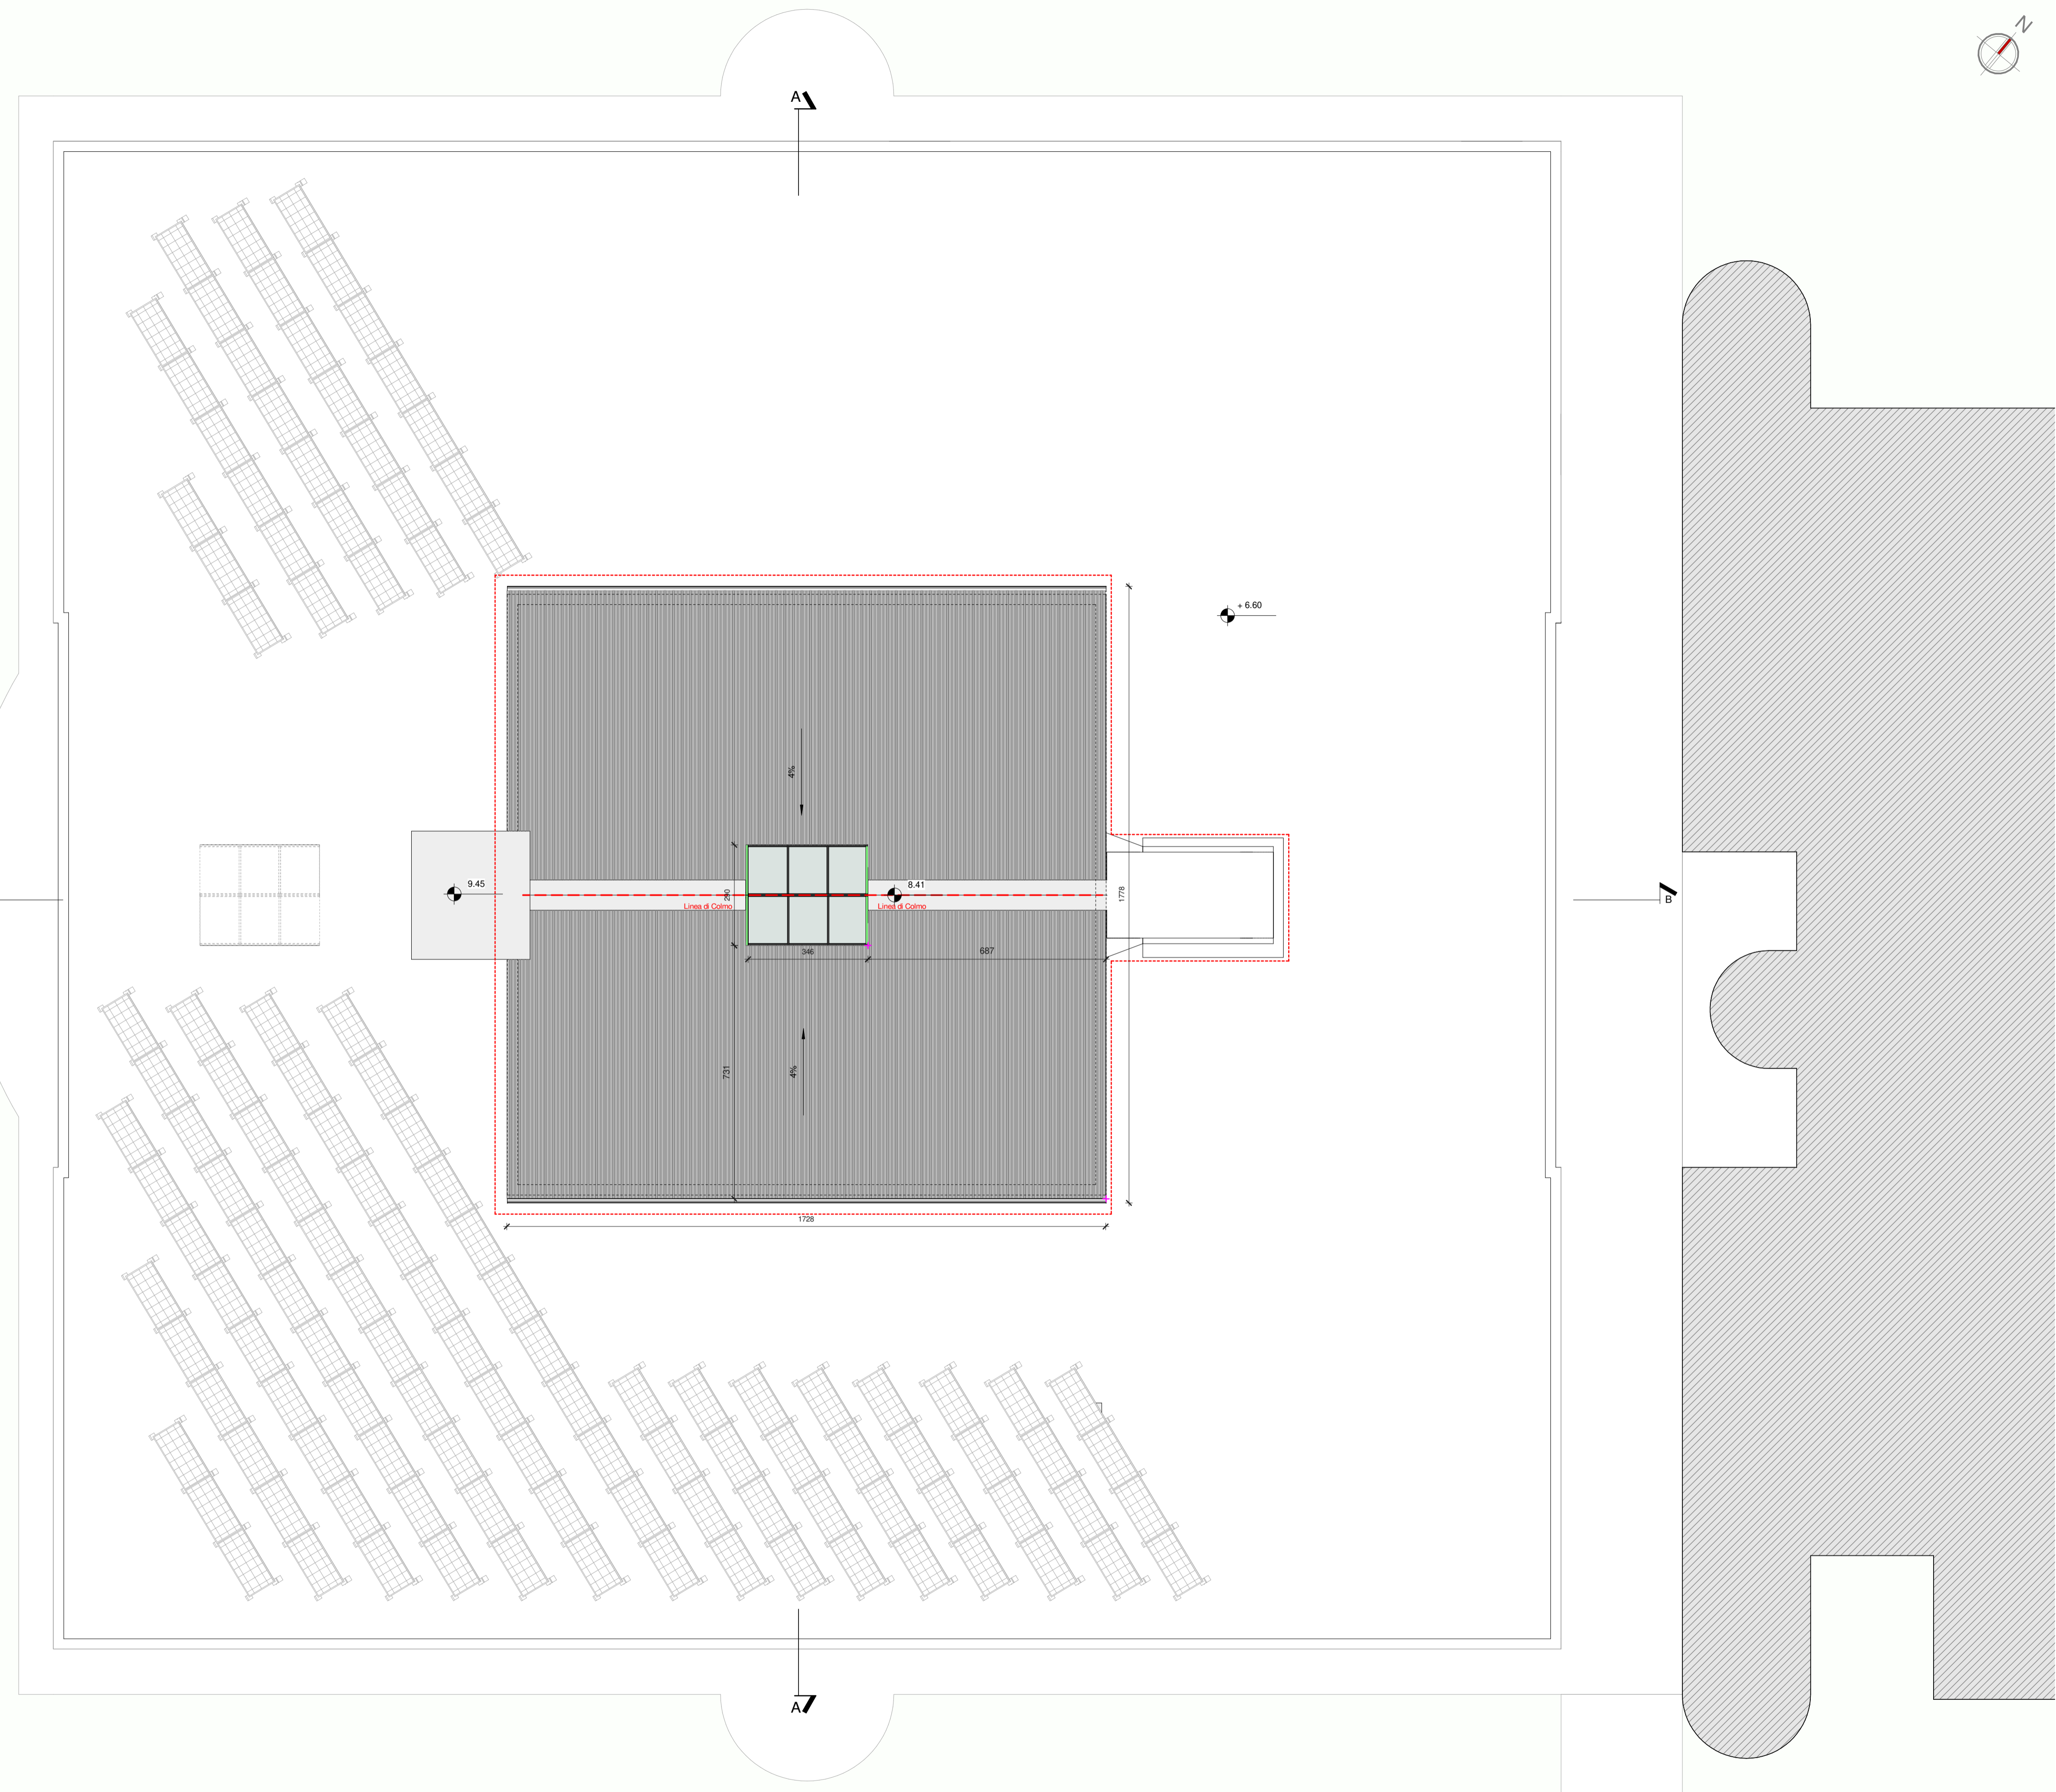 N
A
+ 6.60
4%
9.45
8.41
290
1778
Linea di Colmo
Linea di Colmo
B
346
687
731
4%
1728
A